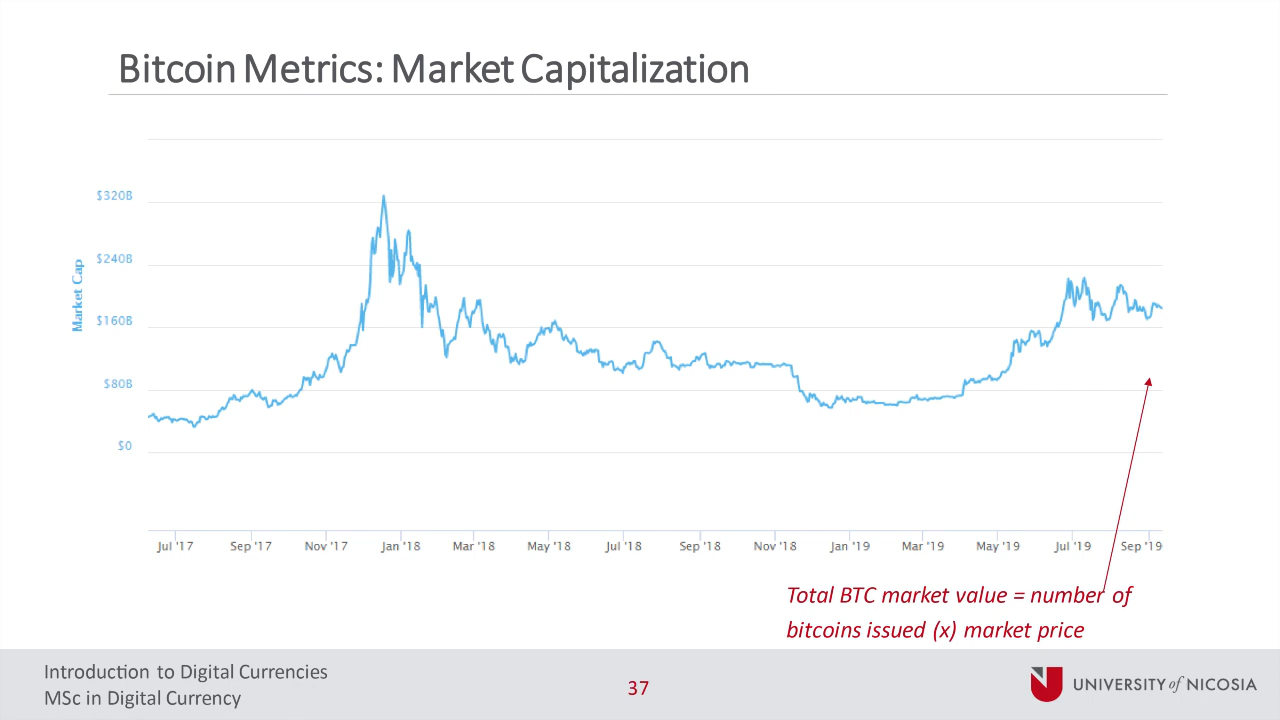 Bitcoin Metrics: Market Capitalization
$320B
$240B
$160B
$80B
$0
Market Cap
Jul '17 Sep '17 Nov '17 Jan '18 Mar '18 May '18 Jul '18 Sep '18 Nov '18 Jan '19 Mar '19 May '19 Jul '19 Sep '19
Total BTC market value = number of
bitcoins issued (x) market price
Introduction to Digital Currencies
MSc in Digital Currency
37
UNIVERSITY of NICOSIA